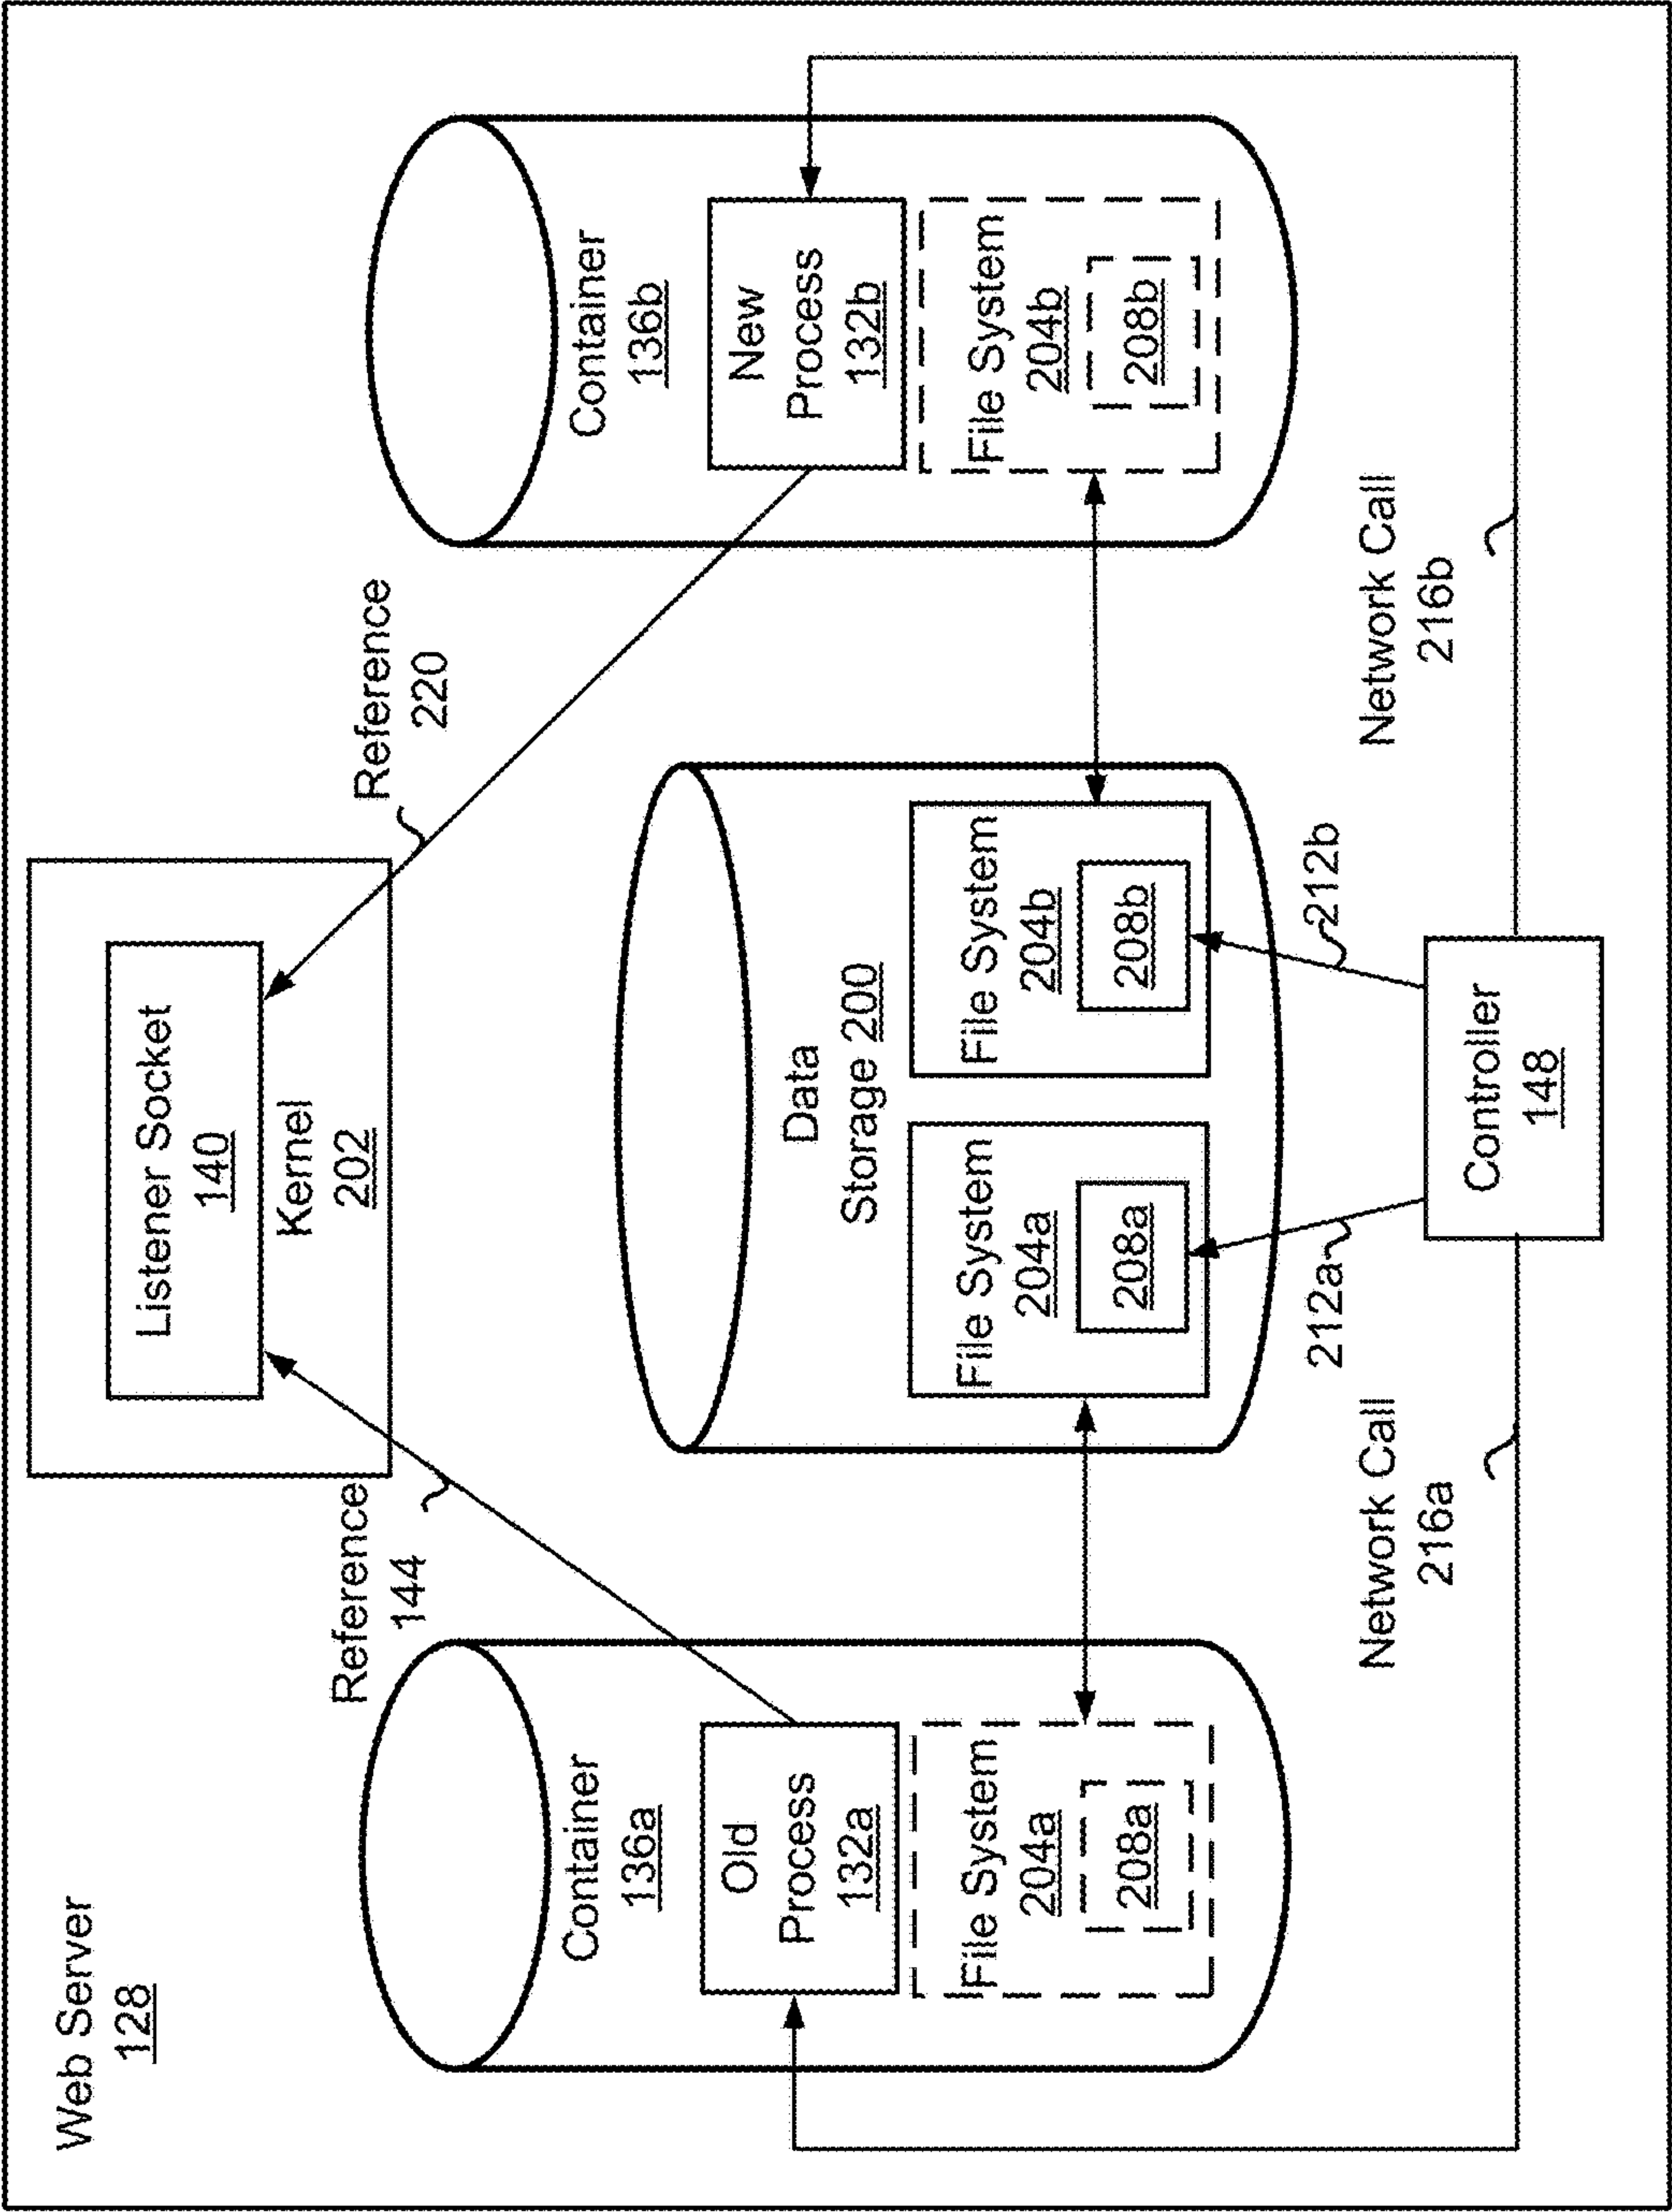 Web Server
128
Listener Socket
140
Kernel
202
Reference
144
Reference
220
Container
136a
Old
Process
132a
File System
204a
208a
Data
Storage 200
File System
204a
208a
File System
204b
208b
Container
136b
New
Process
132b
File System
204b
208b
212a
212b
Network Call
216a
Network Call
216b
Controller
148